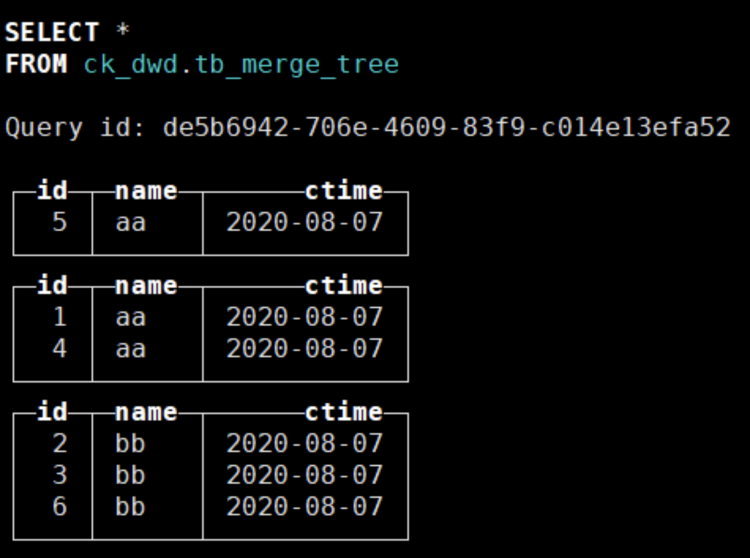 SELECT *
FROM ck_dwd.tb_merge_tree
Query id: de5b6942-706e-4609-83f9-c014e13efa52
id name ctime
5 aa 2020-08-07
id name ctime
1 aa 2020-08-07
4 aa 2020-08-07
id name ctime
2 bb 2020-08-07
3 bb 2020-08-07
6 bb 2020-08-07